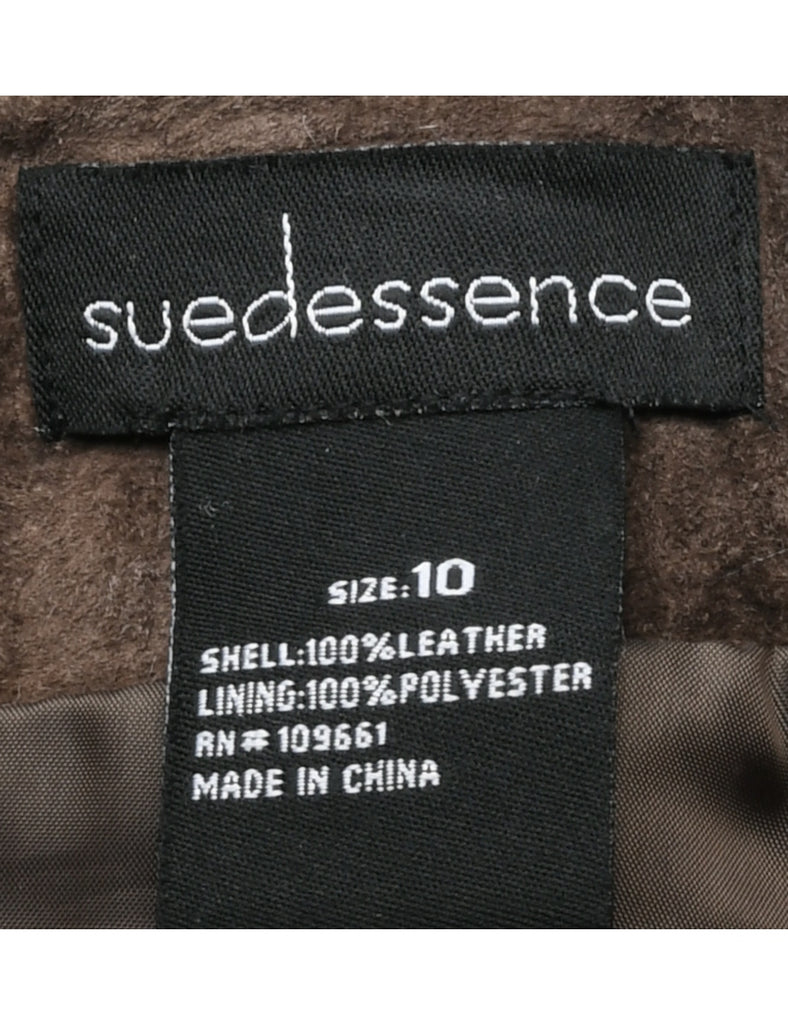 suedessence
SIZE:10
SHELL:100%LEATHER
LINING:100%POLYESTER
RN#109661
MADE IN CHINA